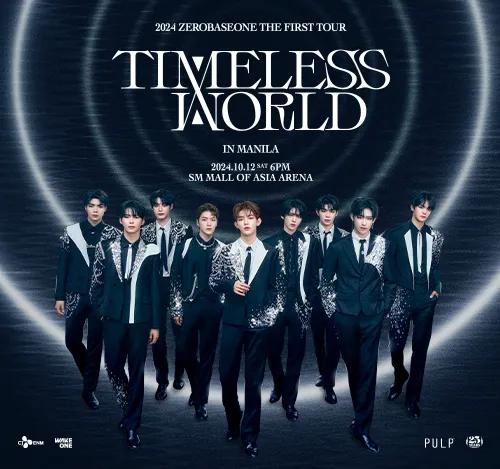 2024 ZEROBASEONE THE FIRST TOUR
TIMELESS
WORLD
IN MANILA
2024.10.12 SAT 6PM
SM MALL OF ASIA ARENA
CJ ENM
WAKE
ONE
PULP
25